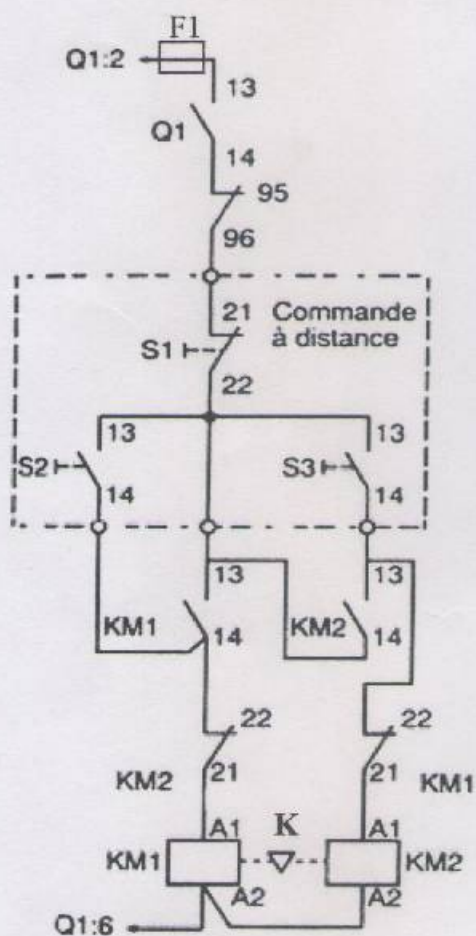 F1
Q1:2
13
Q1
14
95
96
21
Commande
à distance
S1
22
13
13
S2
S3
14
14
13
13
KM1
14
KM2
14
22
22
KM2
21
21
KM1
A1
K
A1
KM1
KM2
A2
A2
Q1:6